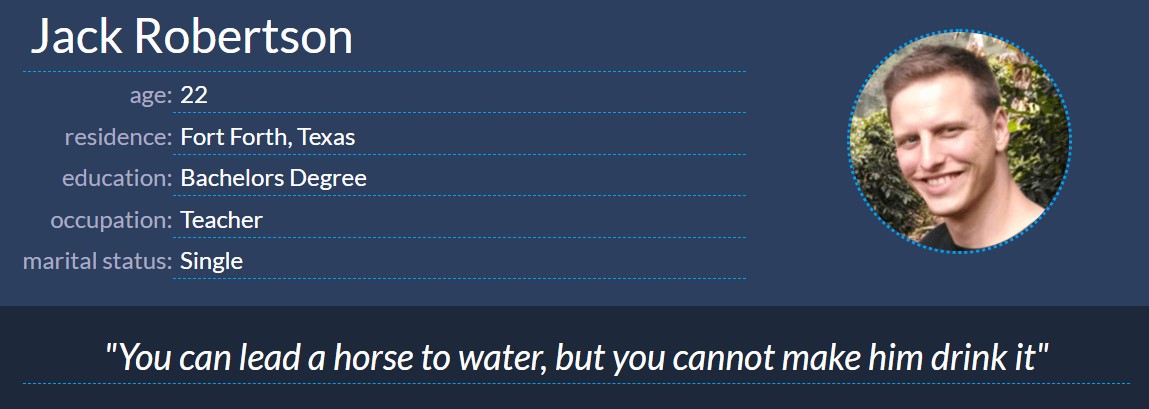 Jack Robertson
age: 22
residence: Fort Forth, Texas
education: Bachelors Degree
occupation: Teacher
marital status: Single
"You can lead a horse to water, but you cannot make him drink it"